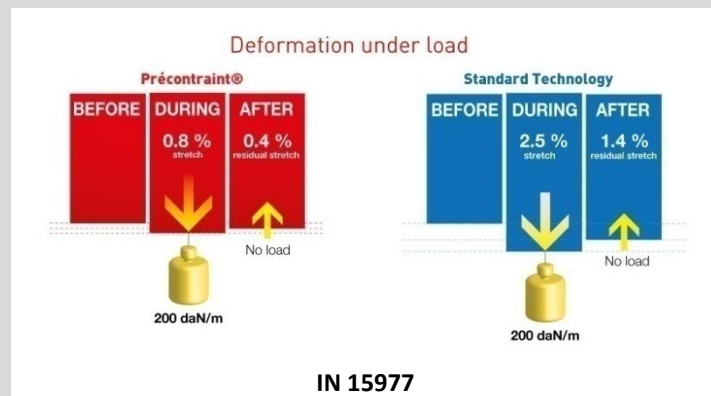 Deformation under load
Précontraint®
BEFORE DURING AFTER
0.8 % 0.4 %
stretch residual stretch
No load
200 daN/m
Standard Technology
BEFORE DURING AFTER
2.5 % 1.4 %
stretch residual stretch
No load
200 daN/m
IN 15977